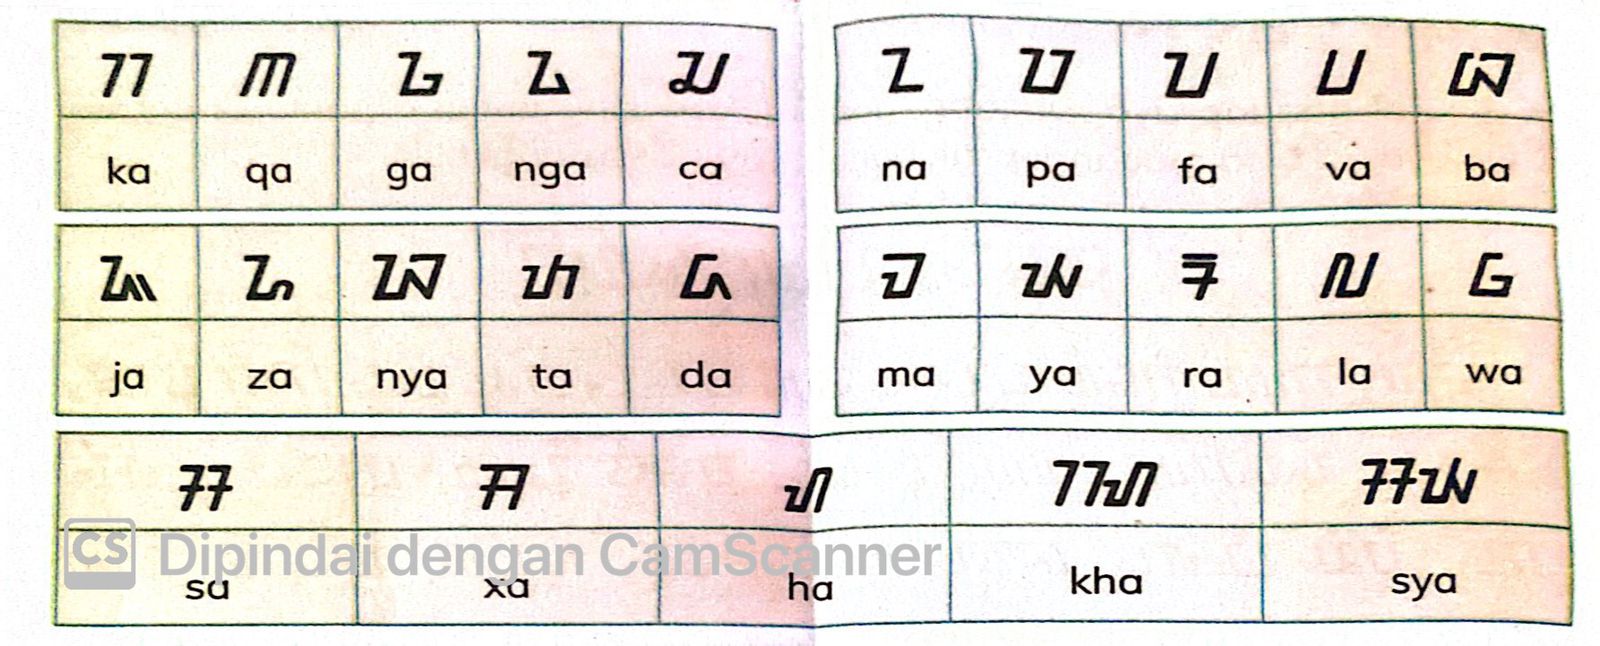 ᮊ ᮋ ᮌ ᮍ ᮎ ᮔ ᮕ ᮖ ᮗ ᮘ
ka qa ga nga ca na pa fa va ba
ᮏ ᮐ ᮑ ᮒ ᮓ ᮙ ᮚ ᮛ ᮜ ᮝ
ja za nya ta da ma ya ra la wa
ᮞ ᮟ ᮠ ᮮ ᮯ
CS Dipindai dengan CamScanner
sa xa ha kha sya